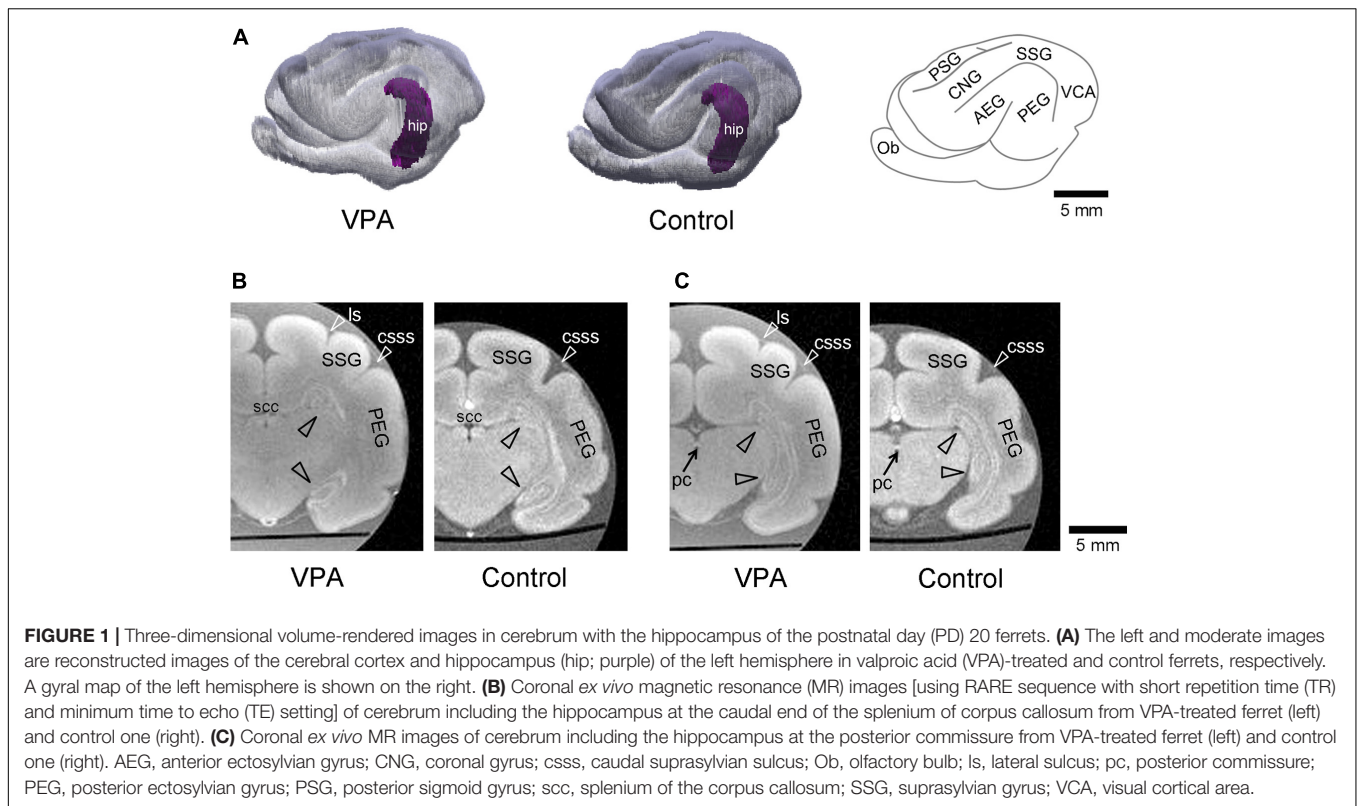 A
hip
hip
PSG
SSG
CNG
VCA
AEG
PEG
Ob
VPA
Control
5 mm
B
C
ls
csss
SSG
scc
PEG
csss
SSG
scc
PEG
ls
csss
SSG
PEG
pc
csss
SSG
PEG
pc
5 mm
VPA
Control
VPA
Control
FIGURE 1 | Three-dimensional volume-rendered images in cerebrum with the hippocampus of the postnatal day (PD) 20 ferrets. (A) The left and moderate images
are reconstructed images of the cerebral cortex and hippocampus (hip; purple) of the left hemisphere in valproic acid (VPA)-treated and control ferrets, respectively.
A gyral map of the left hemisphere is shown on the right. (B) Coronal ex vivo magnetic resonance (MR) images [using RARE sequence with short repetition time (TR)
and minimum time to echo (TE) setting] of cerebrum including the hippocampus at the caudal end of the splenium of corpus callosum from VPA-treated ferret (left)
and control one (right). (C) Coronal ex vivo MR images of cerebrum including the hippocampus at the posterior commissure from VPA-treated ferret (left) and control
one (right). AEG, anterior ectosylvian gyrus; CNG, coronal gyrus; csss, caudal suprasylvian sulcus; Ob, olfactory bulb; ls, lateral sulcus; pc, posterior commissure;
PEG, posterior ectosylvian gyrus; PSG, posterior sigmoid gyrus; scc, splenium of the corpus callosum; SSG, suprasylvian gyrus; VCA, visual cortical area.